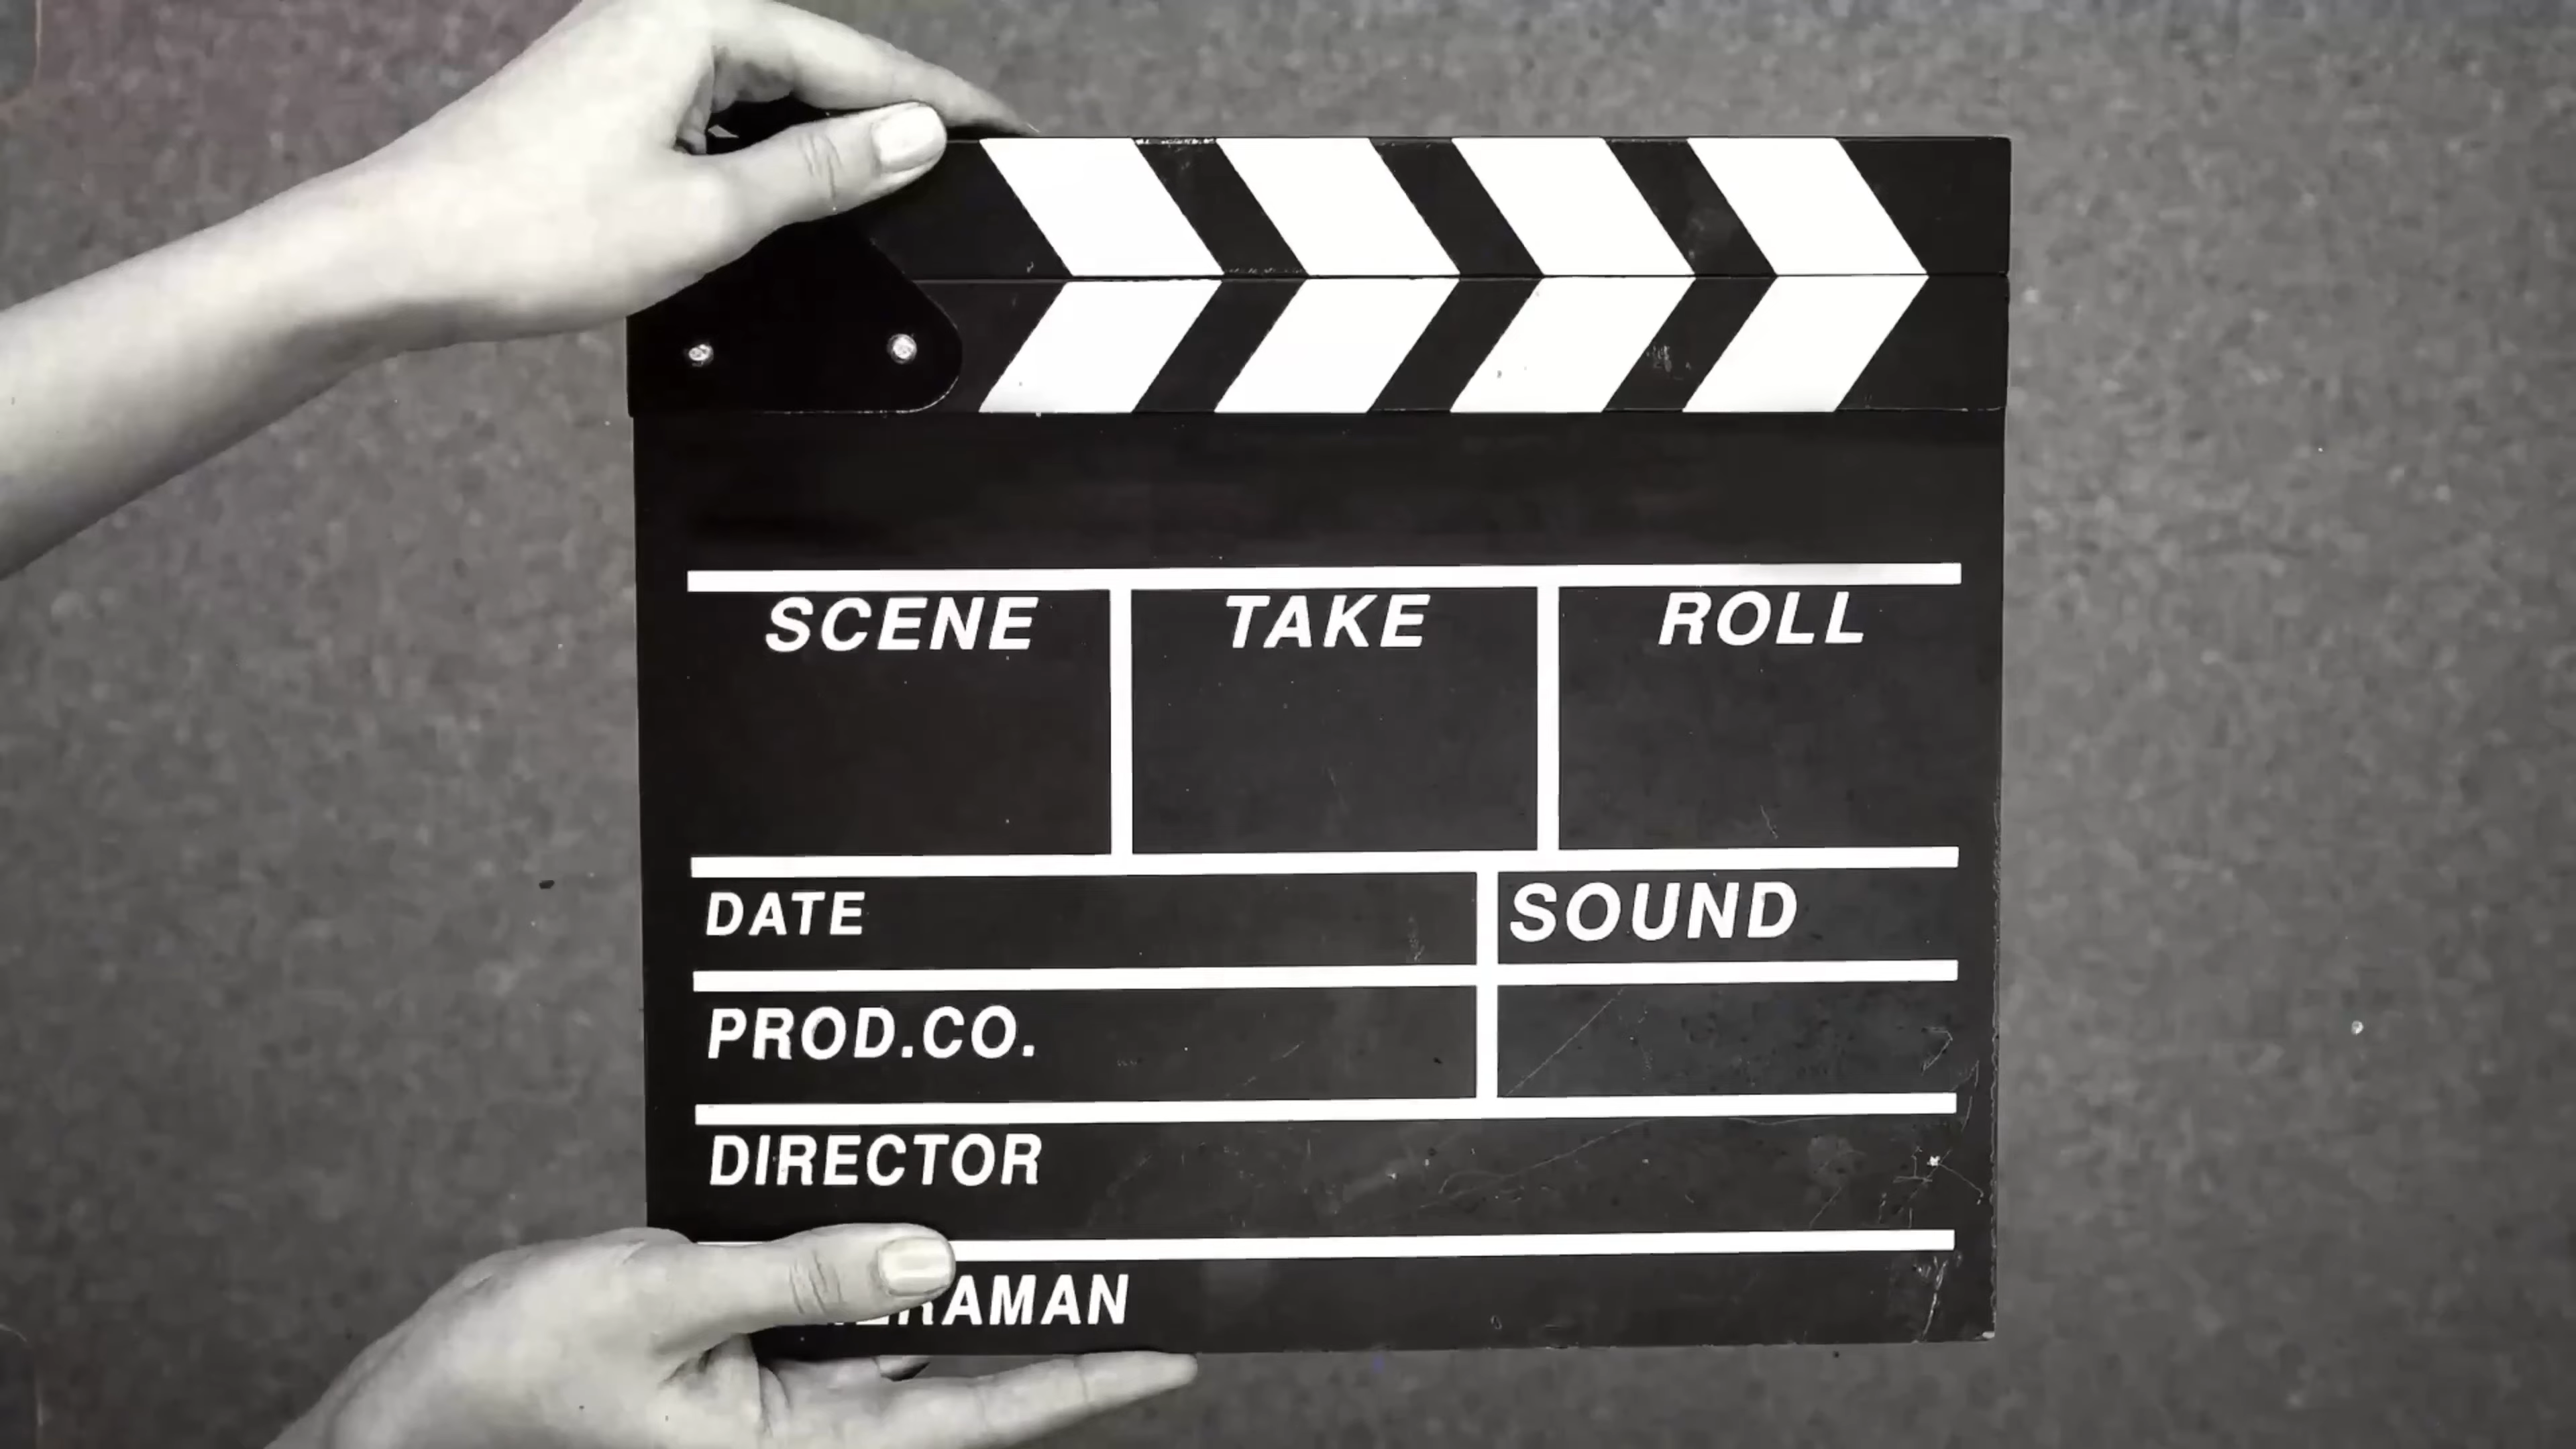 SCENE TAKE ROLL
DATE SOUND
PROD.CO.
DIRECTOR